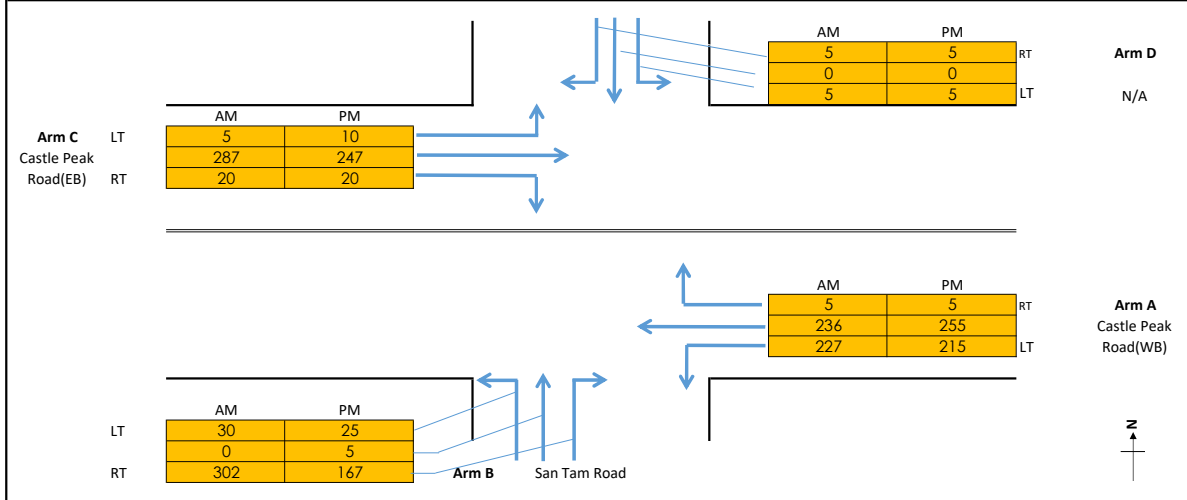 AM PM
5 5 RT Arm D
0 0
5 5 LT N/A
AM PM
Arm C LT 5 10
Castle Peak 287 247
Road(EB) RT 20 20
AM PM
5 5 RT Arm A
236 255 Castle Peak
227 215 LT Road(WB)
AM PM
LT 30 25
0 5
RT 302 167 Arm B San Tam Road
N